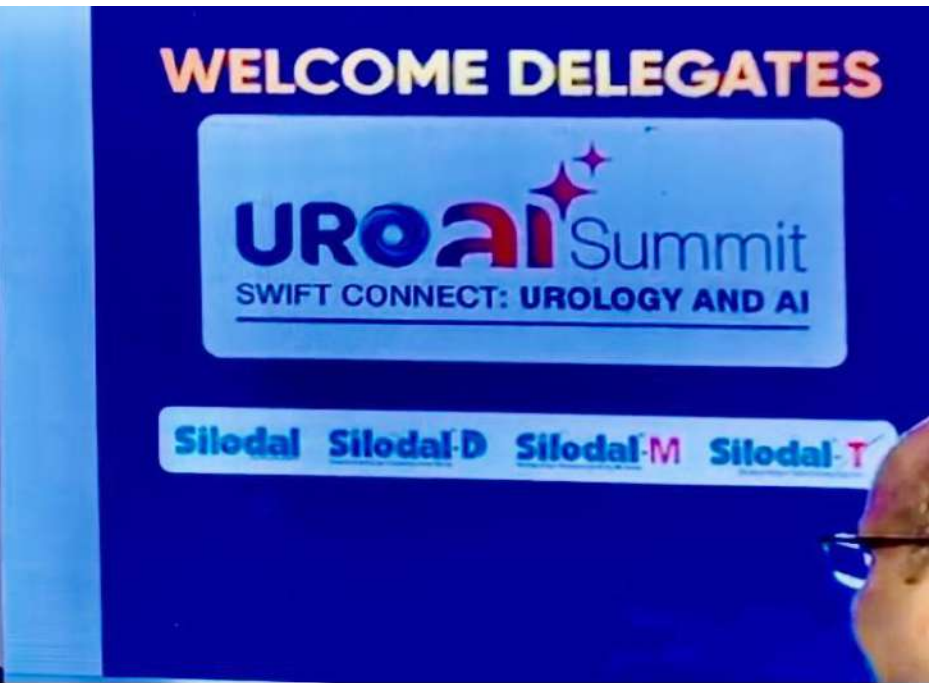 WELCOME DELEGATES
UROai Summit
SWIFT CONNECT: UROLOGY AND AI
Silodal Silodal-D Silodal-M Silodal-T